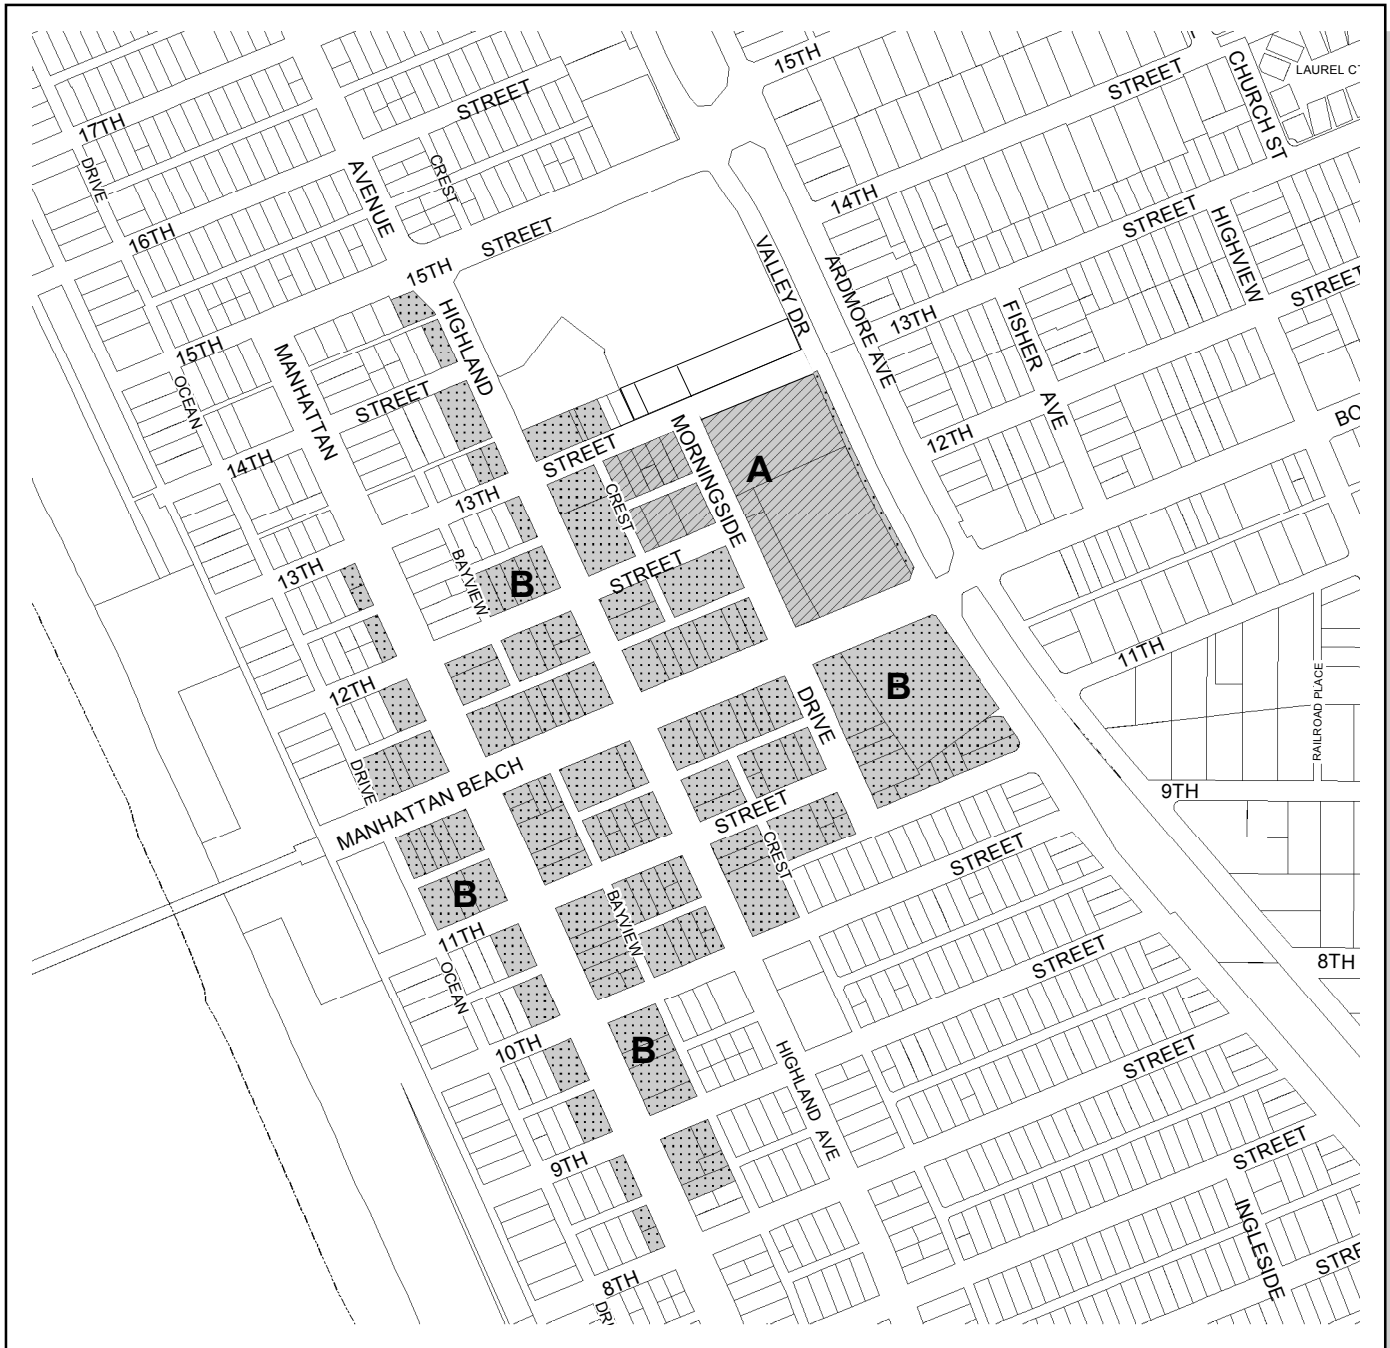 15TH
STREET
CHURCH ST
LAUREL CT
17TH
STREET
DRIVE
AVENUE
CREST
14TH
STREET
HIGHVIEW
16TH
STREET
15TH
VALLEY DR
ARDMORE AVE
STREET
HIGHLAND
13TH
FISHER AVE
15TH
MANHATTAN
OCEAN
STREET
MORNINGSIDE
12TH
BO
14TH
STREET
A
13TH
CREST
13TH
BAYVIEW
B
STREET
11TH
12TH
B
DRIVE
RAILROAD PLACE
DRIVE
MANHATTAN BEACH
9TH
STREET
CREST
STREET
B
BAYVIEW
11TH
STREET
8TH
OCEAN
10TH
B
HIGHLAND AVE
STREET
9TH
STREET
INGLESIDE
STRE
8TH
DRI